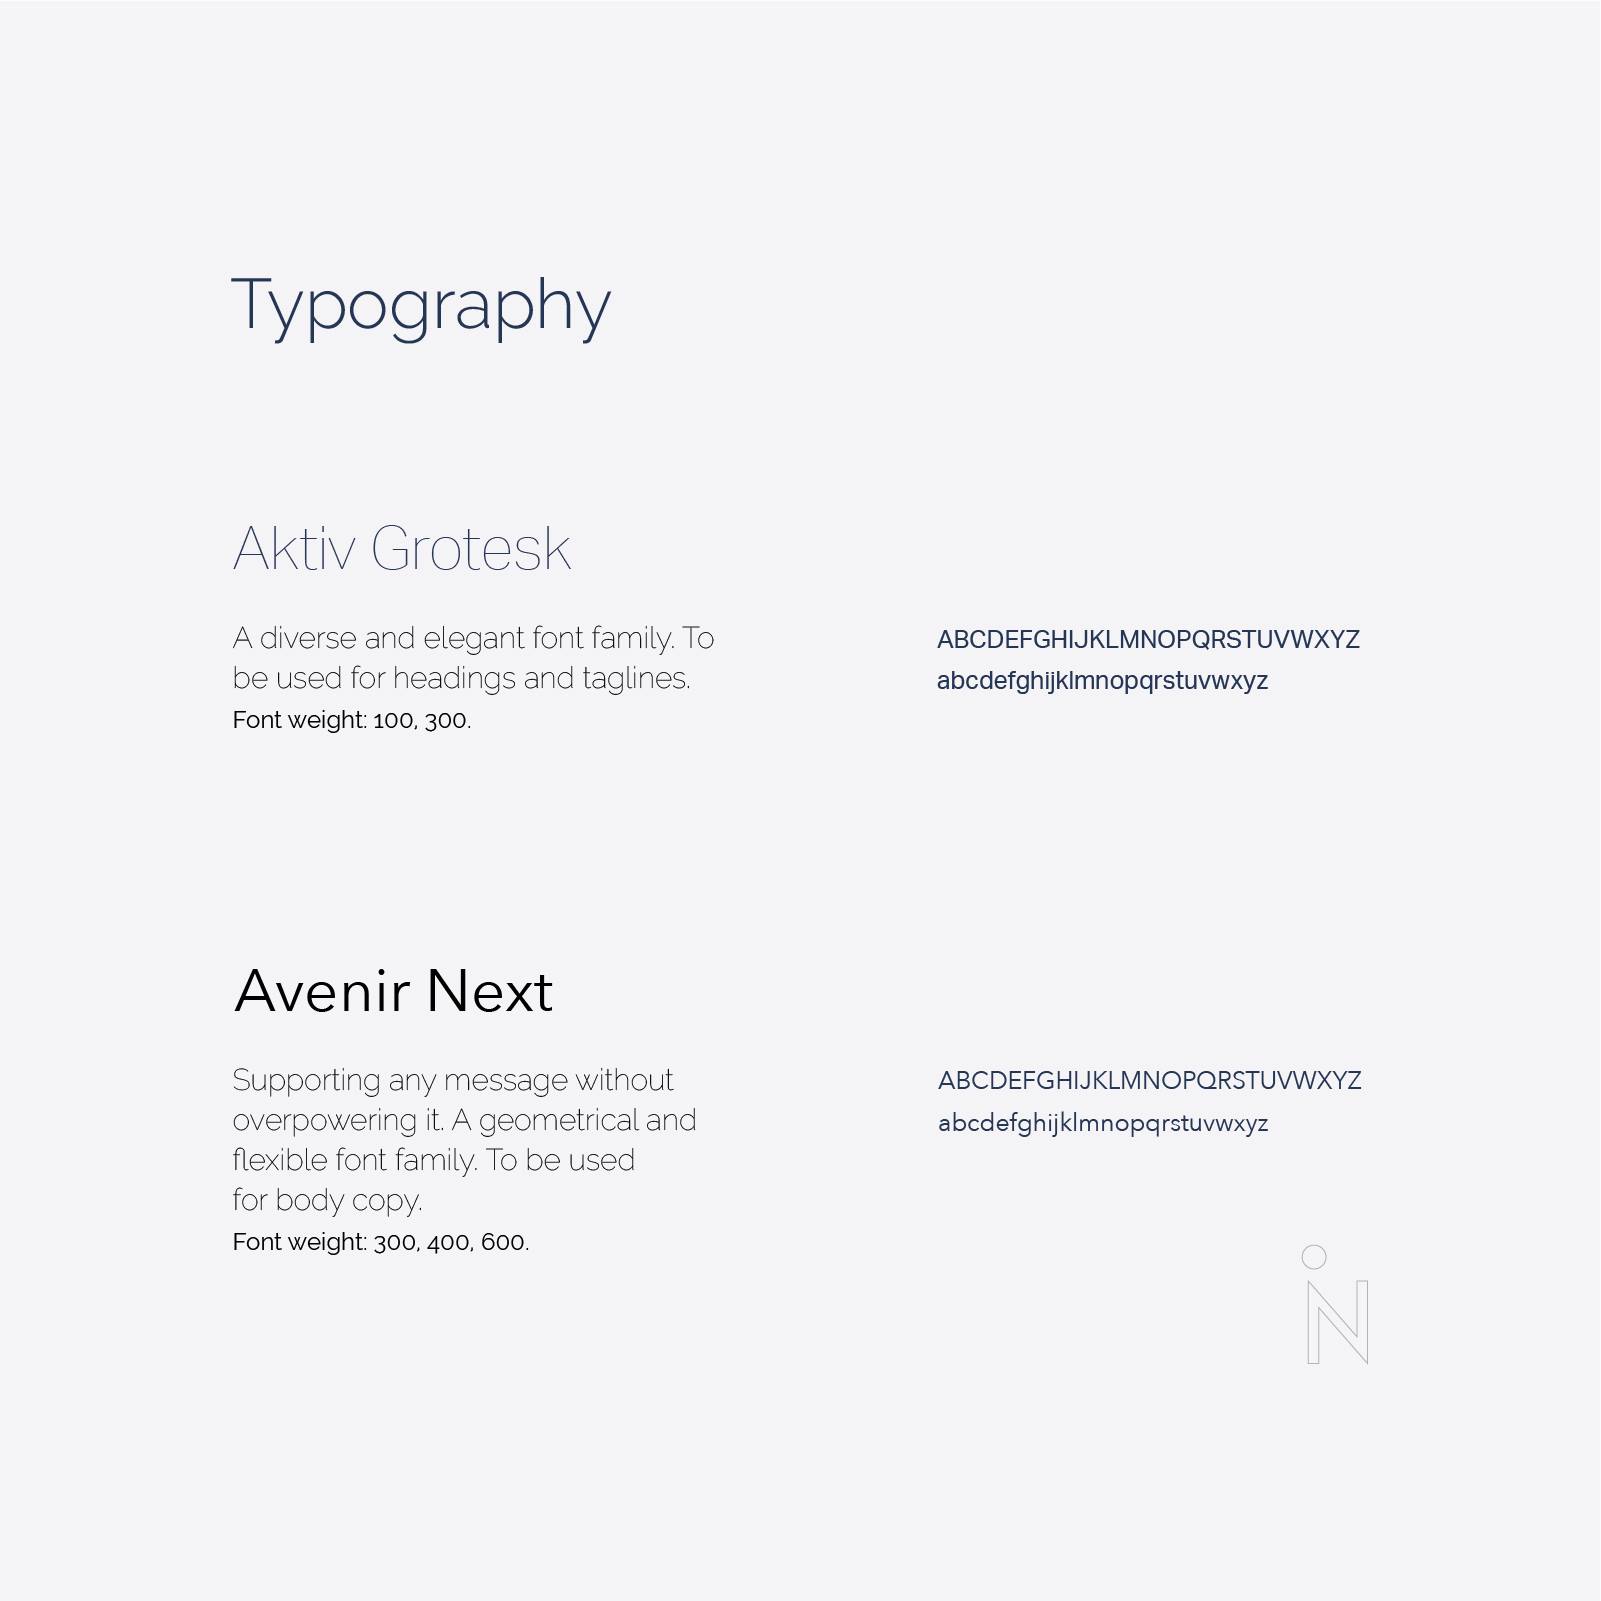 Typography
Aktiv Grotesk
A diverse and elegant font family. To
be used for headings and taglines.
Font weight: 100, 300.
ABCDEFGHIJKLMNOPQRSTUVWXYZ
abcdefghijklmnopqrstuvwxyz
Avenir Next
Supporting any message without
overpowering it. A geometrical and
flexible font family. To be used
for body copy.
Font weight: 300, 400, 600.
ABCDEFGHIJKLMNOPQRSTUVWXYZ
abcdefghijklmnopqrstuvwxyz
iN